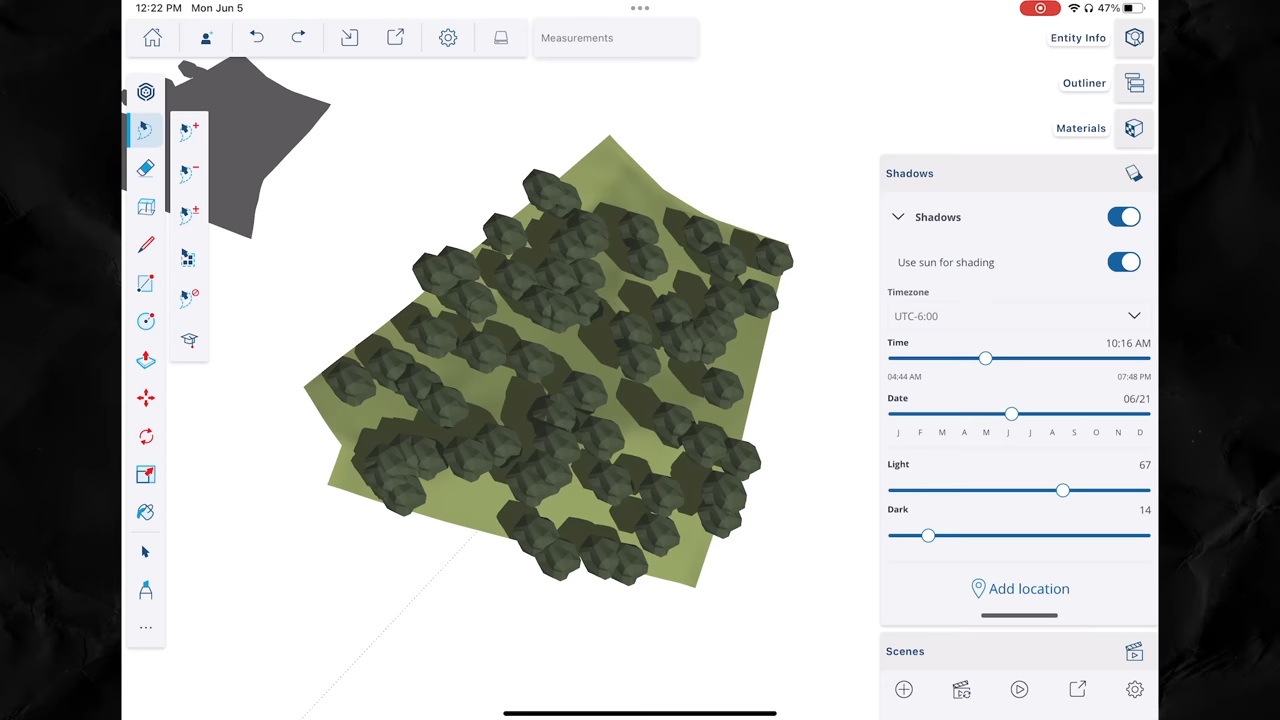 12:22 PM Mon Jun 5
47%
Measurements
Entity Info
Outliner
Materials
Shadows
Shadows
Use sun for shading
Timezone
UTC-6:00
Time 10:16 AM
04:44 AM 07:48 PM
Date 06/21
J F M A M J J A S O N D
Light 67
Dark 14
Add location
Scenes